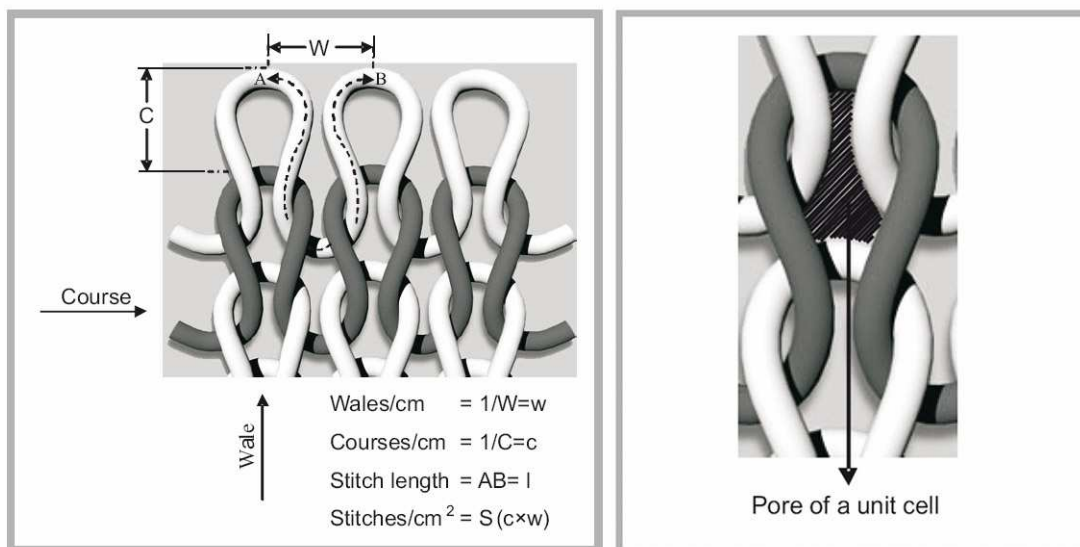 W
A
B
C
Course
Wale
Wales/cm = 1/W=w
Courses/cm = 1/C=c
Stitch length = AB= l
Stitches/cm² = S (c×w)
Pore of a unit cell